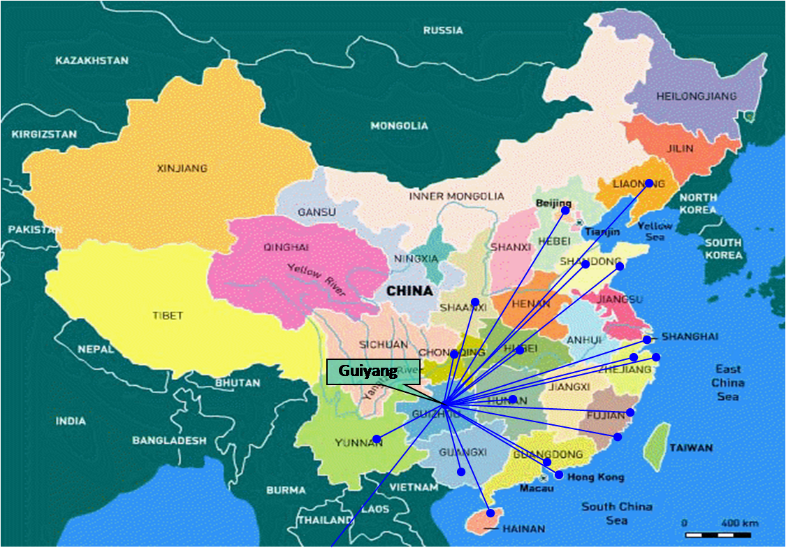 RUSSIA
KAZAKHSTAN
HEILONGJIANG
MONGOLIA
KIRGIZSTAN
JILIN
XINJIANG
LIAONING
INNER MONGOLIA
NORTH
KOREA
Beijing
GANSU
PAKISTAN
Tianjin
Yellow
Sea
QINGHAI
HEBEI
SHANXI
SOUTH
KOREA
NINGXIA
SHANDONG
Yellow River
CHINA
JIANGSU
HENAN
SHAANXI
TIBET
SHANGHAI
ANHUI
SICHUAN
NEPAL
CHONGQING
HUBEI
ZHEJIANG
Guiyang
East
China
Sea
BHUTAN
JIANGXI
Yangtze River
HUNAN
GUIZHOU
FUJIAN
INDIA
BANGLADESH
YUNNAN
TAIWAN
GUANGXI
GUANGDONG
Hong Kong
Macau
BURMA
VIETNAM
LAOS
South China
Sea
THAILAND
HAINAN
0 400 km